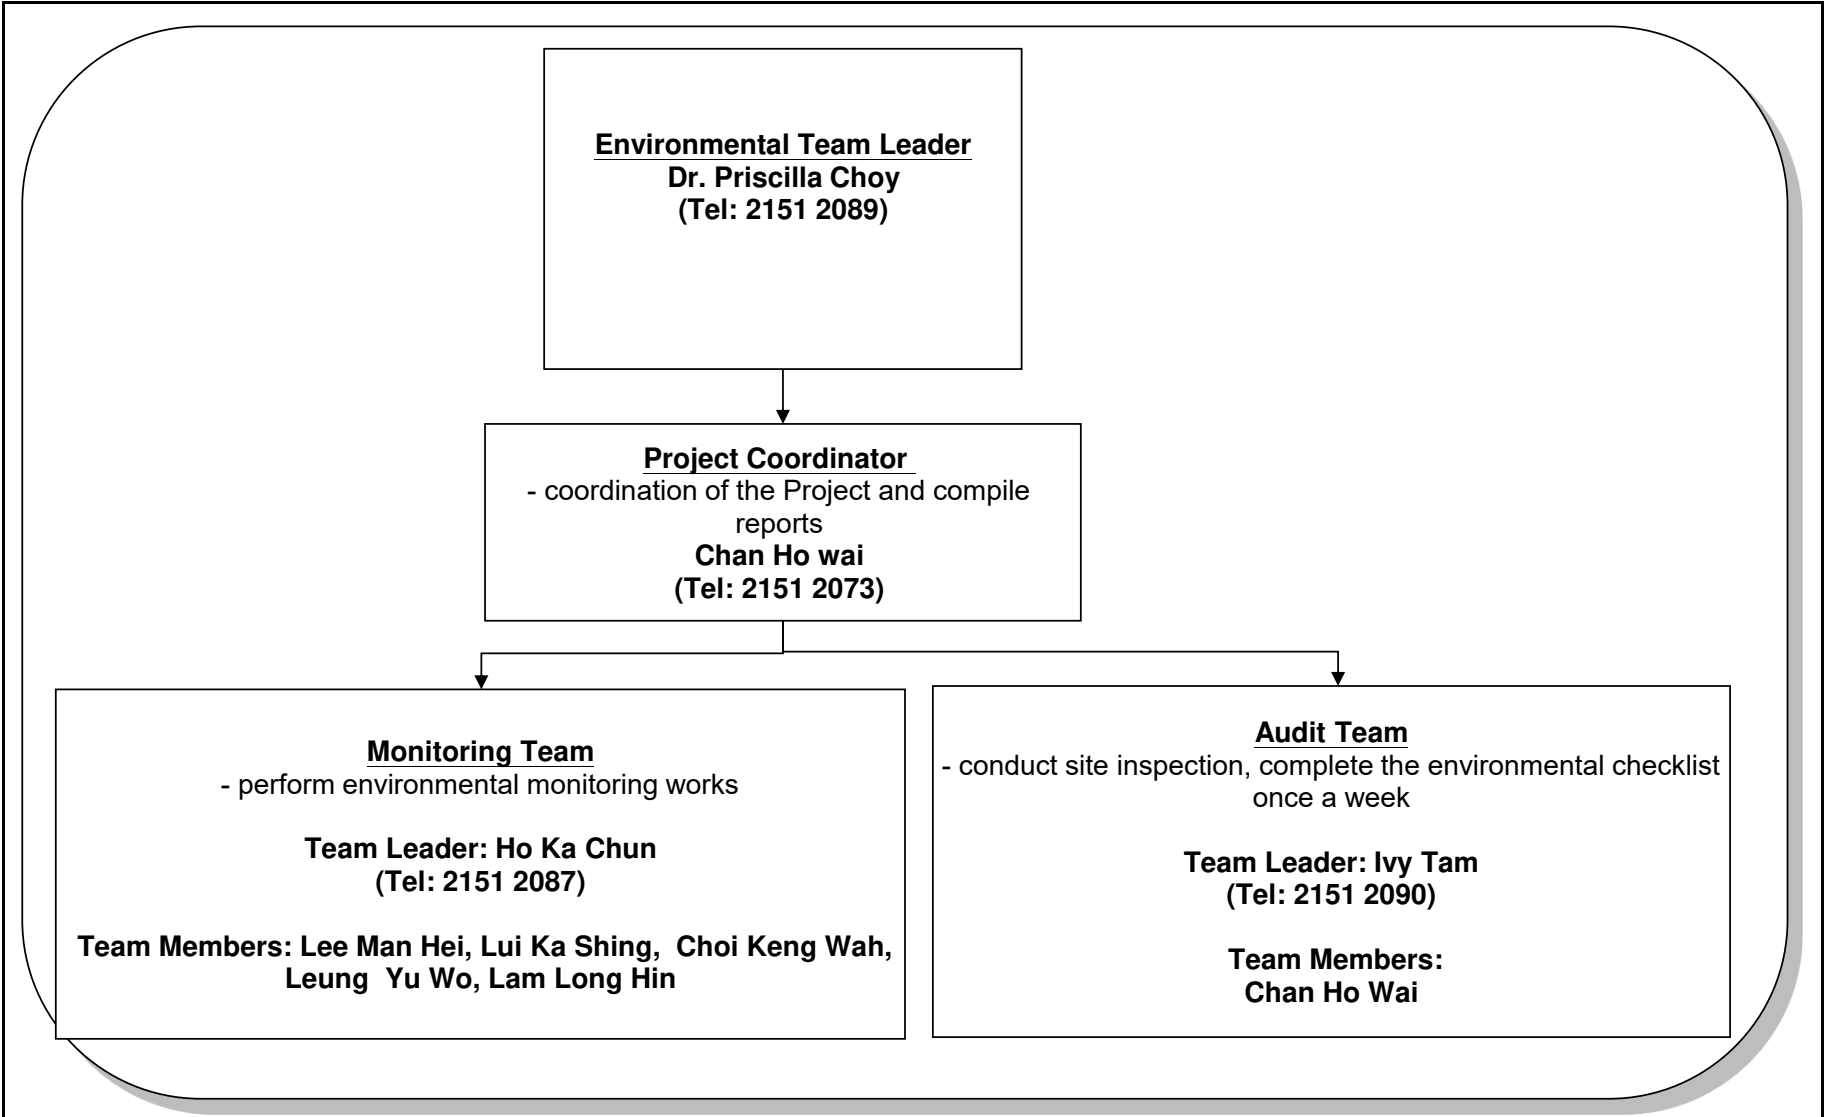 Environmental Team Leader
Dr. Priscilla Choy
(Tel: 2151 2089)
Project Coordinator
- coordination of the Project and compile
reports
Chan Ho wai
(Tel: 2151 2073)
Monitoring Team
- perform environmental monitoring works
Team Leader: Ho Ka Chun
(Tel: 2151 2087)
Team Members: Lee Man Hei, Lui Ka Shing,  Choi Keng Wah,
Leung  Yu Wo, Lam Long Hin
Audit Team
- conduct site inspection, complete the environmental checklist
once a week
Team Leader: Ivy Tam
(Tel: 2151 2090)
Team Members:
Chan Ho Wai